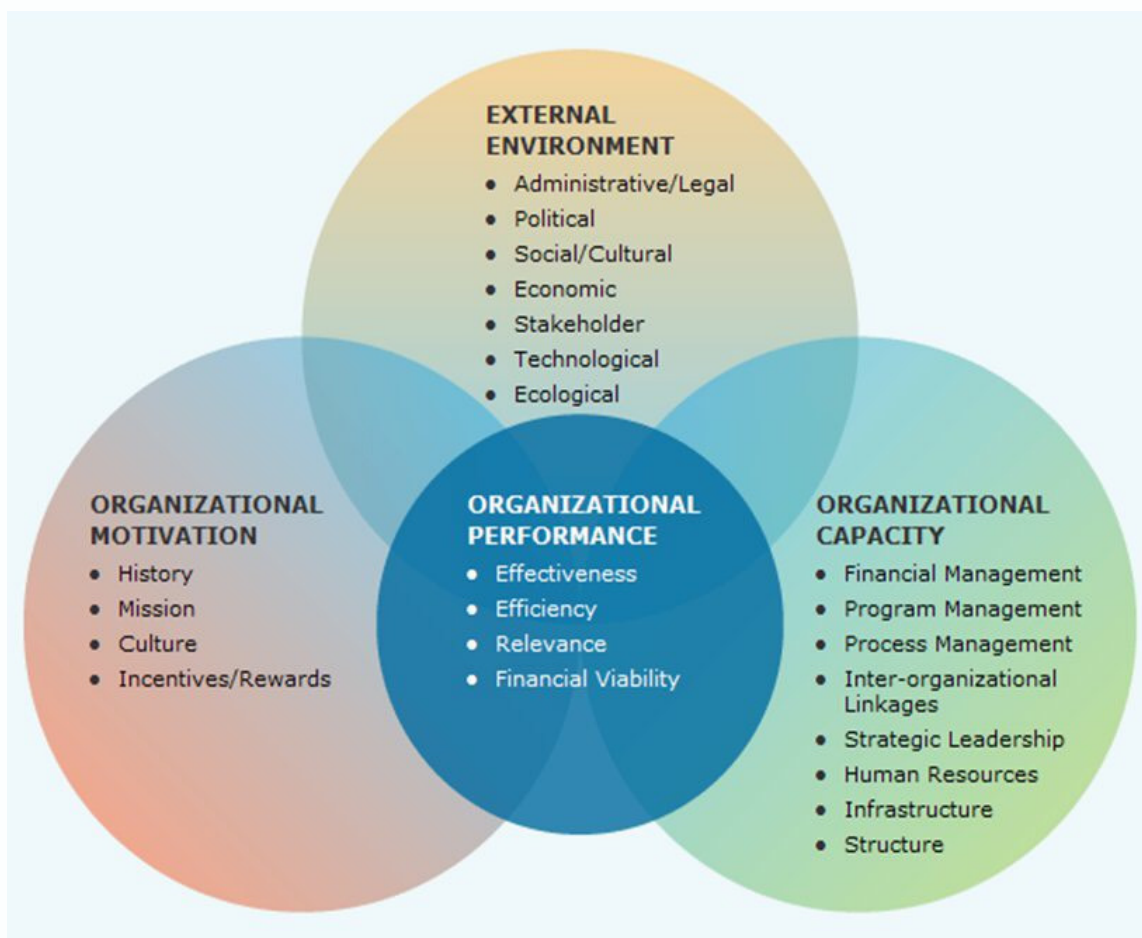 EXTERNAL
ENVIRONMENT
• Administrative/Legal
• Political
• Social/Cultural
• Economic
• Stakeholder
• Technological
• Ecological
ORGANIZATIONAL
MOTIVATION
• History
• Mission
• Culture
• Incentives/Rewards
ORGANIZATIONAL
PERFORMANCE
• Effectiveness
• Efficiency
• Relevance
• Financial Viability
ORGANIZATIONAL
CAPACITY
• Financial Management
• Program Management
• Process Management
• Inter-organizational
Linkages
• Strategic Leadership
• Human Resources
• Infrastructure
• Structure